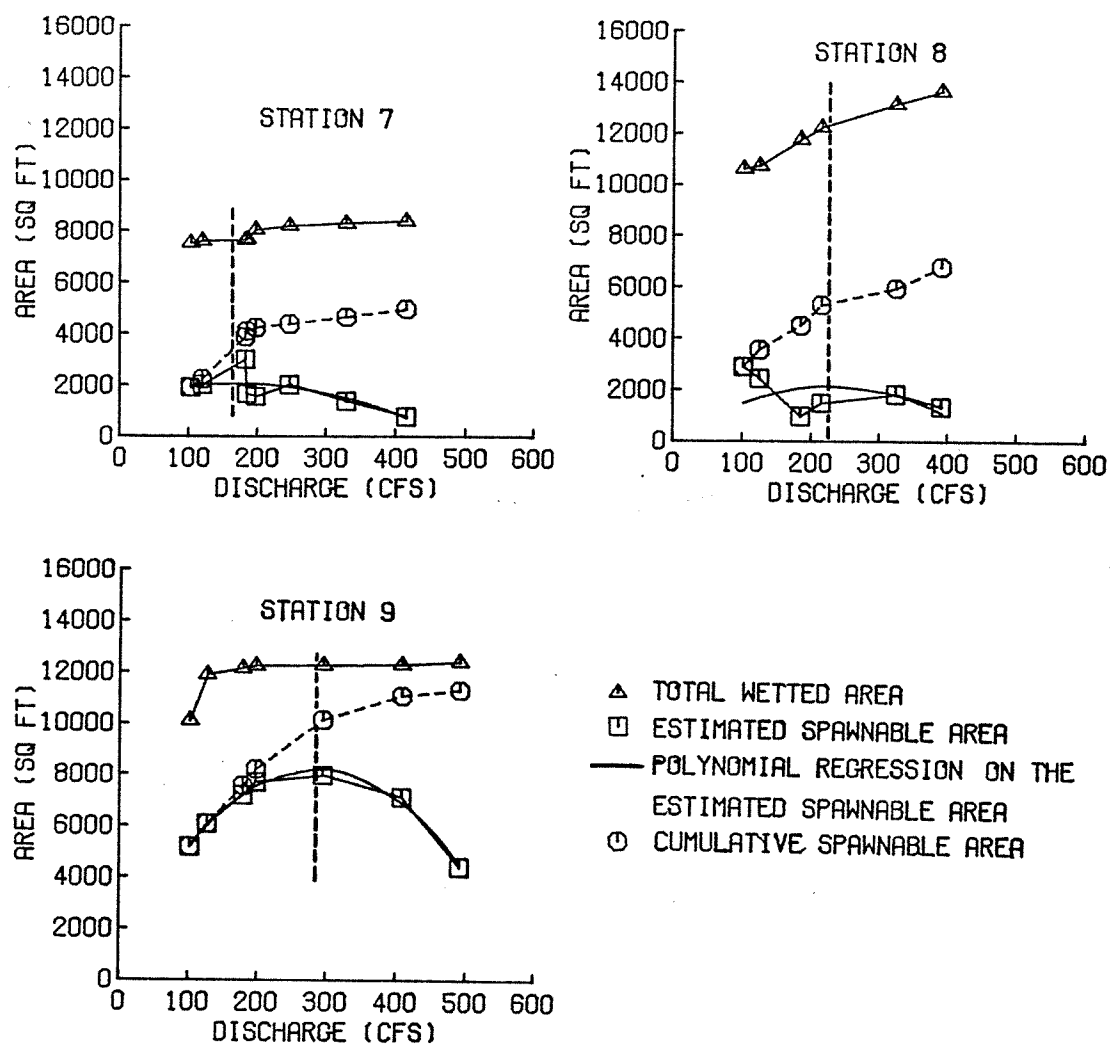 STATION 7
16000
14000
12000
10000
8000
6000
4000
2000
0
AREA (SQ FT)
0 100 200 300 400 500 600
DISCHARGE (CFS)
STATION 8
16000
14000
12000
10000
8000
6000
4000
2000
0
AREA (SQ FT)
0 100 200 300 400 500 600
DISCHARGE (CFS)
STATION 9
16000
14000
12000
10000
8000
6000
4000
2000
0
AREA (SQ FT)
0 100 200 300 400 500 600
DISCHARGE (CFS)
TOTAL WETTED AREA
ESTIMATED SPAWNABLE AREA
POLYNOMIAL REGRESSION ON THE
ESTIMATED SPAWNABLE AREA
CUMULATIVE SPAWNABLE AREA